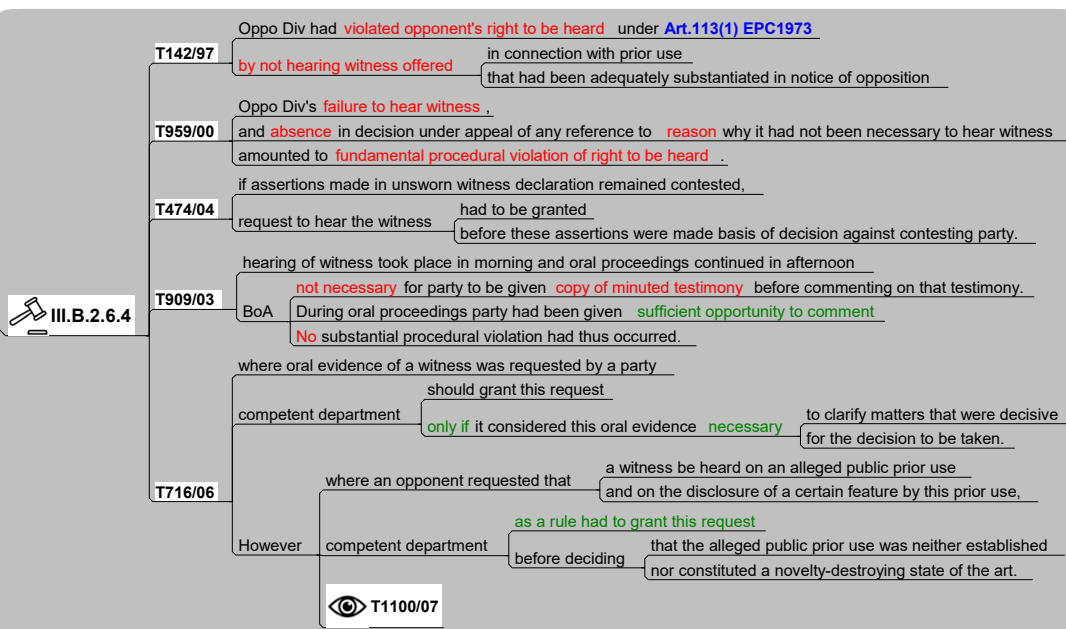 III.B.2.6.4
T142/97
Oppo Div had violated opponent's right to be heard under Art.113(1) EPC1973
by not hearing witness offered
in connection with prior use
that had been adequately substantiated in notice of opposition
T959/00
Oppo Div's failure to hear witness ,
and absence in decision under appeal of any reference to reason why it had not been necessary to hear witness
amounted to fundamental procedural violation of right to be heard .
T474/04
if assertions made in unsworn witness declaration remained contested,
request to hear the witness
had to be granted
before these assertions were made basis of decision against contesting party.
T909/03
hearing of witness took place in morning and oral proceedings continued in afternoon
BoA
not necessary for party to be given copy of minuted testimony before commenting on that testimony.
During oral proceedings party had been given sufficient opportunity to comment
No substantial procedural violation had thus occurred.
T716/06
where oral evidence of a witness was requested by a party
competent department
should grant this request
only if it considered this oral evidence necessary
to clarify matters that were decisive
for the decision to be taken.
However
where an opponent requested that
a witness be heard on an alleged public prior use
and on the disclosure of a certain feature by this prior use,
competent department
as a rule had to grant this request
before deciding
that the alleged public prior use was neither established
nor constituted a novelty-destroying state of the art.
T1100/07